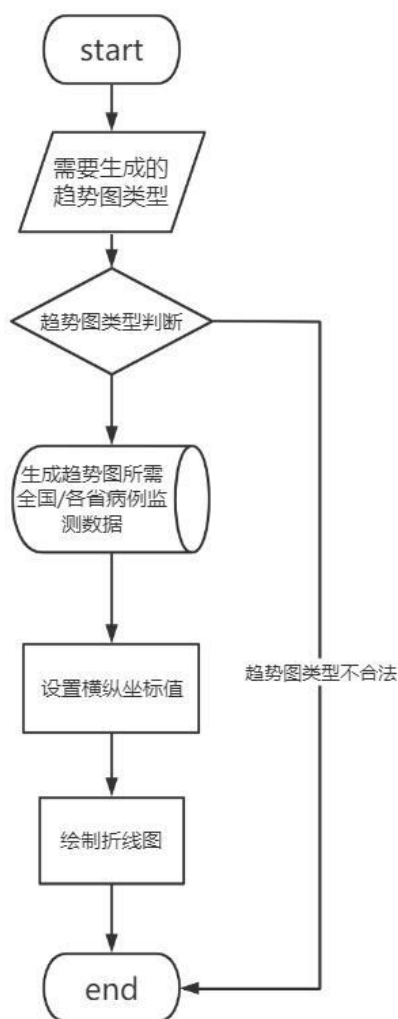 start
需要生成的
趋势图类型
趋势图类型判断
生成趋势图所需
全国/各省病例监
测数据
设置横纵坐标值
趋势图类型不合法
绘制折线图
end